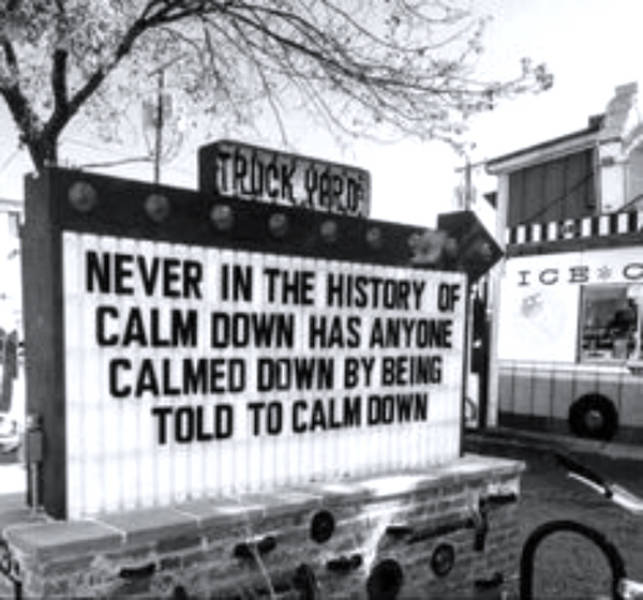 TRUCK YARD
NEVER IN THE HISTORY OF
CALM DOWN HAS ANYONE
CALMED DOWN BY BEING
TOLD TO CALM DOWN
ICE C